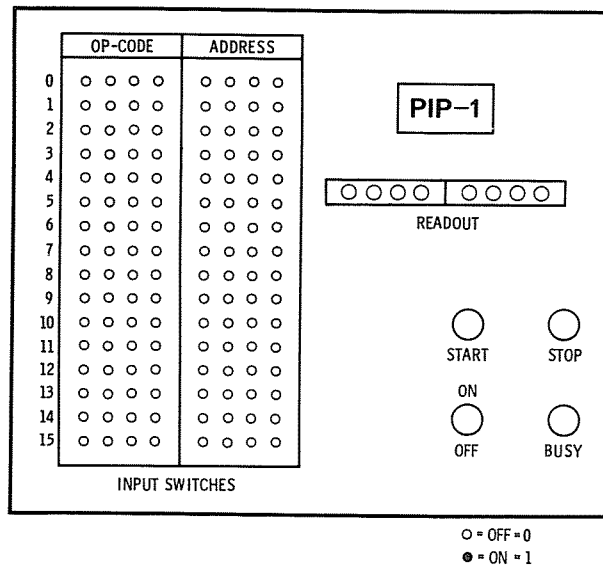 OP-CODE ADDRESS
0
1
2
3
4
5
6
7
8
9
10
11
12
13
14
15
INPUT SWITCHES
PIP-1
READOUT
START STOP
ON
OFF BUSY
O = OFF = 0
● = ON = 1